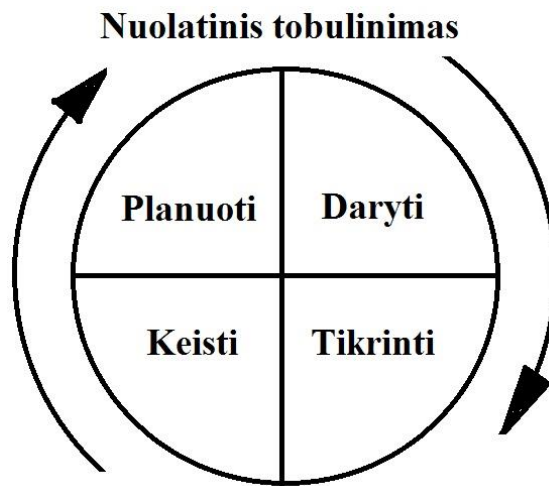 Nuolatinis tobulinimas
Planuoti
Daryti
Keisti
Tikrinti